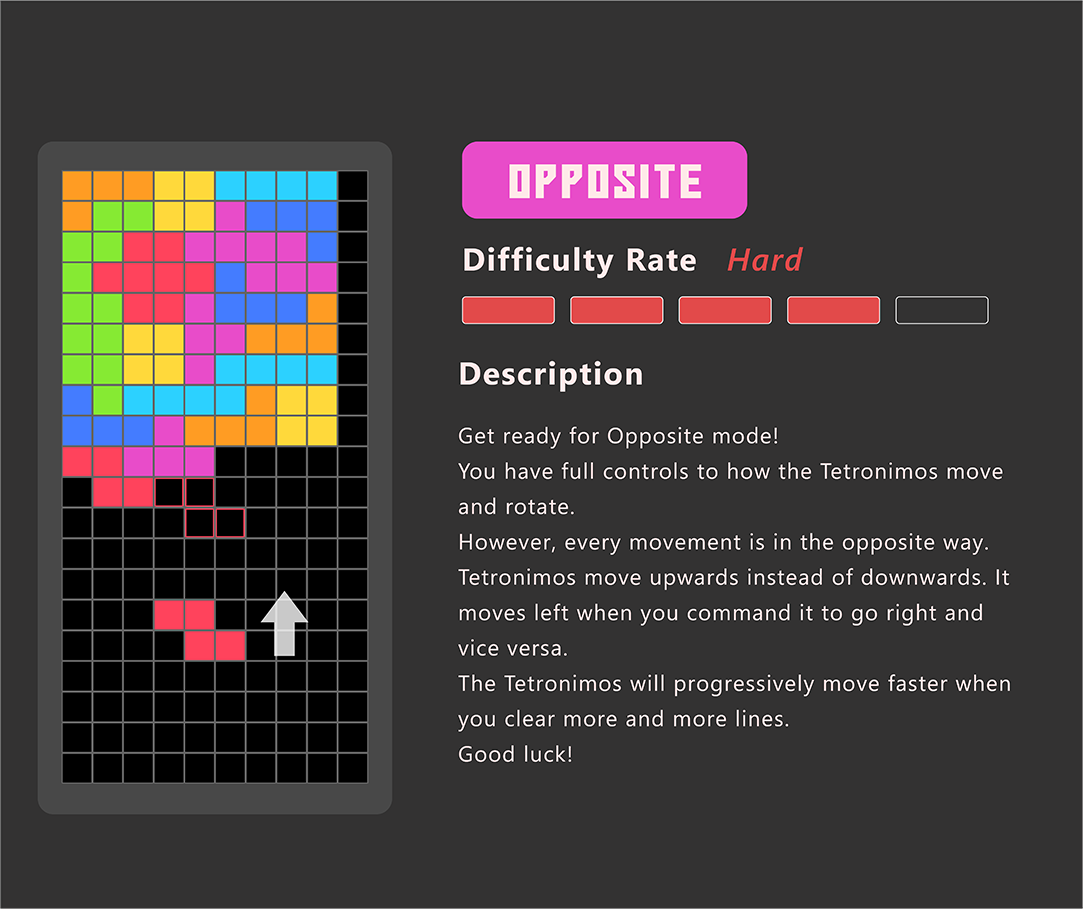 OPPOSITE
Difficulty Rate Hard
Description
Get ready for Opposite mode!
You have full controls to how the Tetronimos move
and rotate.
However, every movement is in the opposite way.
Tetronimos move upwards instead of downwards. It
moves left when you command it to go right and
vice versa.
The Tetronimos will progressively move faster when
you clear more and more lines.
Good luck!